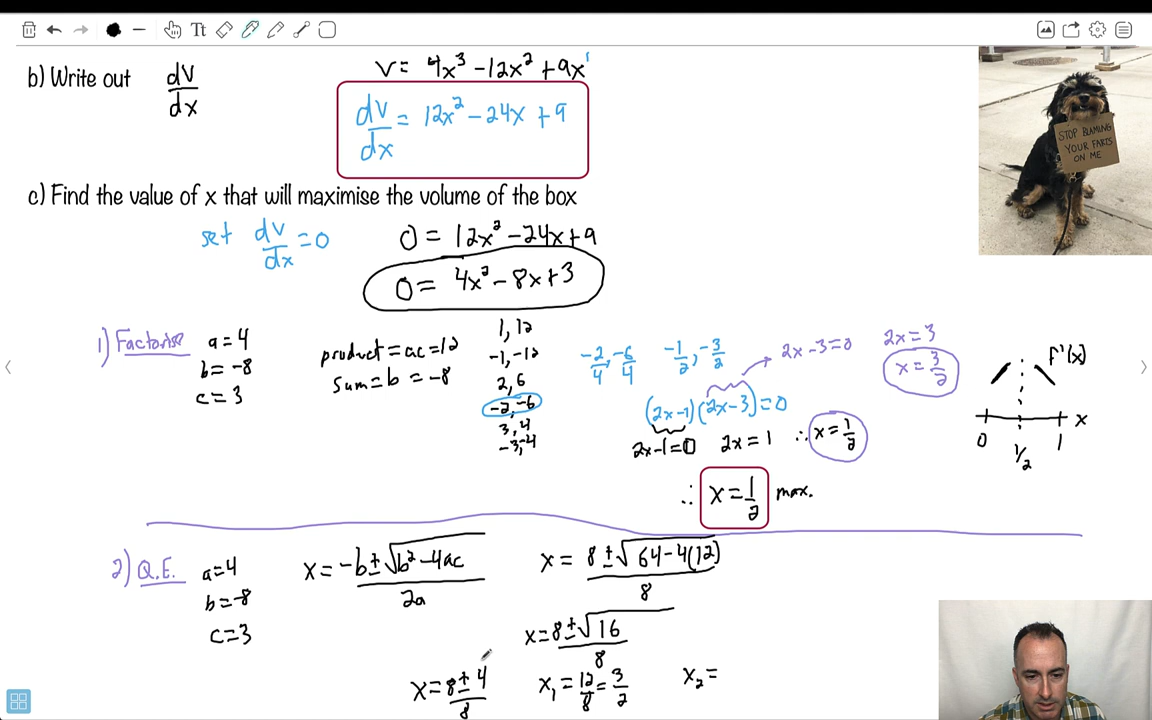 Tt
b) Write out dV/dx
V = 4x³ - 12x² + 9x'
dV/dx = 12x² - 24x + 9
STOP BLAMING
YOUR FARTS
ON ME
c) Find the value of x that will maximise the volume of the box
set dV/dx = 0
0 = 12x² - 24x + 9
0 = 4x² - 8x + 3
1) Factorise
a = 4
b = -8
c = 3
product = ac = 12
sum = b = -8
1, 12
-1, -12
2, 6
-2, -6
3, 4
-3, -4
-2/4, -6/4 -1/2, -3/2
2x-3=0
2x = 3
x = 3/2
(2x-1)(2x-3)=0
2x-1=0 2x = 1 ∴ x = 1/2
∴ x = 1/2 max.
f'(x)
x
0 1/2 1
2) Q.E.
a=4
b=-8
c=3
x = -b ± √b² - 4ac / 2a
x = 8 ± √64 - 4(12) / 8
x = 8 ± √16 / 8
x = 8 ± 4 / 8
x₁ = 12/8 = 3/2
x₂ =